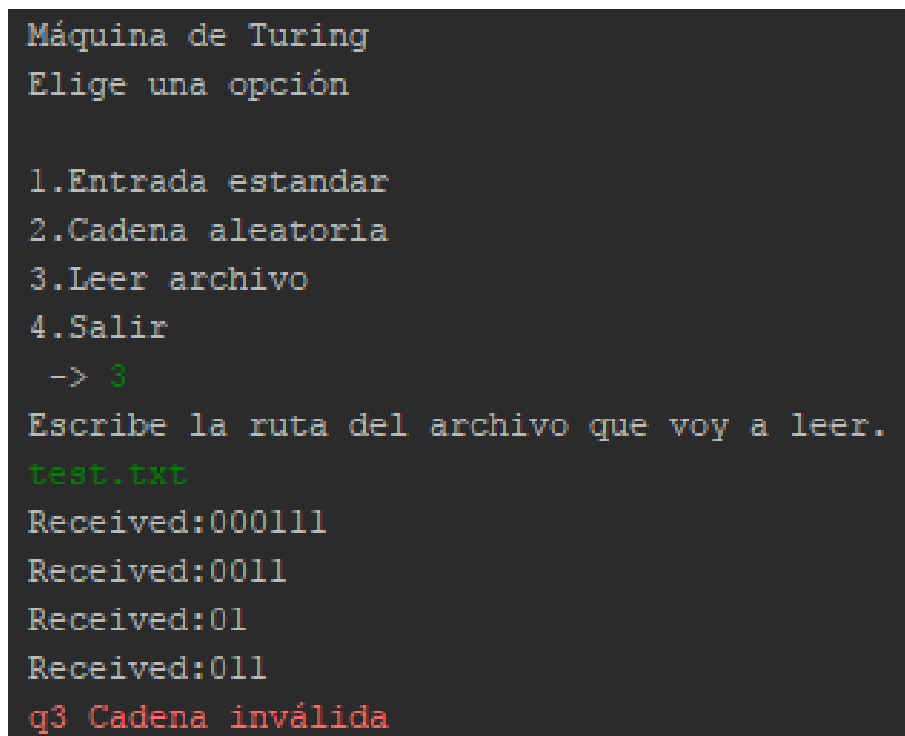 Máquina de Turing
Elige una opción
1.Entrada estandar
2.Cadena aleatoria
3.Leer archivo
4.Salir
-> 3
Escribe la ruta del archivo que voy a leer.
test.txt
Received:000111
Received:0011
Received:01
Received:011
q3 Cadena inválida